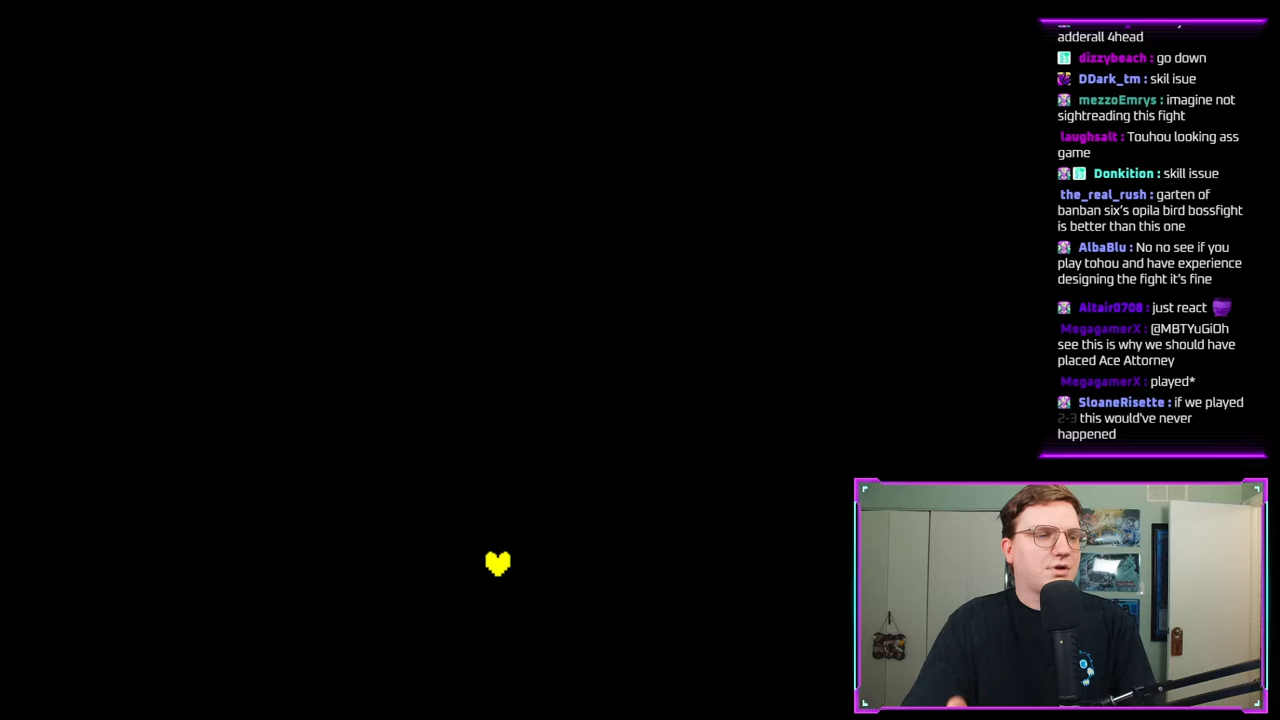 adderall 4head
dizzybeach : go down
DDark_tm : skil isue
mezzoEmrys : imagine not
sightreading this fight
laughsalt : Touhou looking ass
game
Donkition : skill issue
the_real_rush : garten of
banban six's opila bird bossfight
is better than this one
AlbaBlu : No no see if you
play tohou and have experience
designing the fight it's fine
Altair0708 : just react
MegagamerX : @MBTYuGiOh
see this is why we should have
placed Ace Attorney
MegagamerX : played*
SloaneRisette : if we played
2-3 this would've never
happened